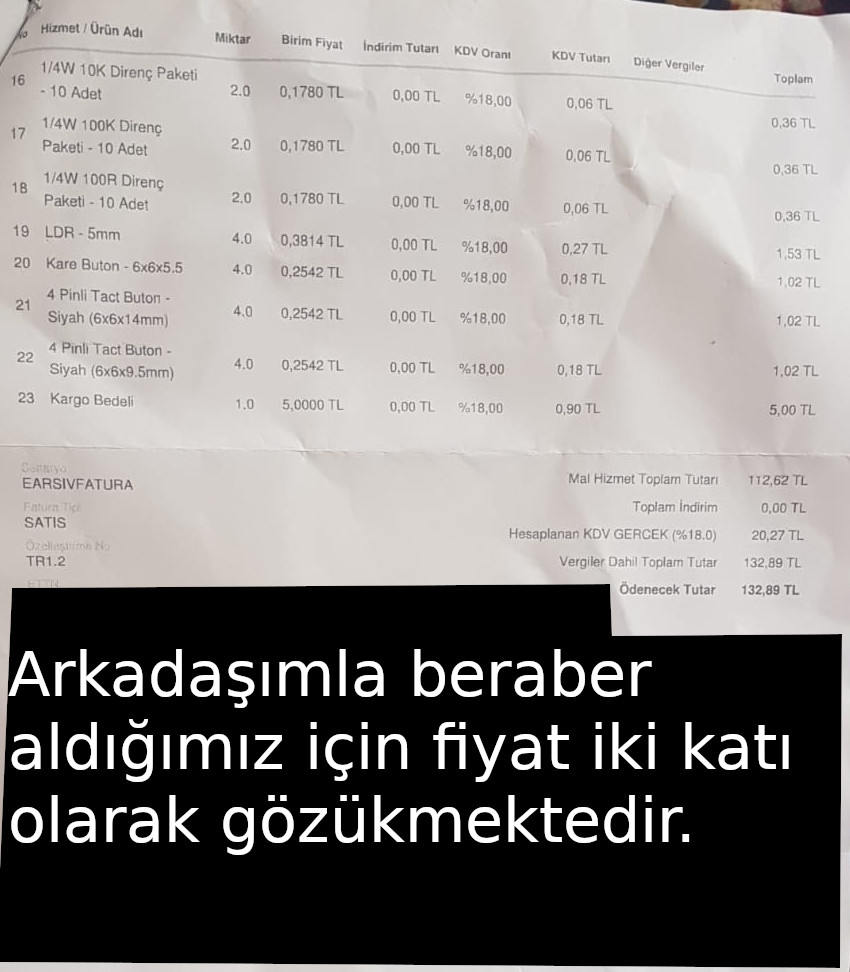 No Hizmet / Ürün Adı Miktar Birim Fiyat İndirim Tutarı KDV Oranı KDV Tutarı Diğer Vergiler Toplam
16 1/4W 10K Direnç Paketi
- 10 Adet 2.0 0,1780 TL 0,00 TL %18,00 0,06 TL 0,36 TL
17 1/4W 100K Direnç
Paketi - 10 Adet 2.0 0,1780 TL 0,00 TL %18,00 0,06 TL 0,36 TL
18 1/4W 100R Direnç
Paketi - 10 Adet 2.0 0,1780 TL 0,00 TL %18,00 0,06 TL 0,36 TL
19 LDR - 5mm 4.0 0,3814 TL 0,00 TL %18,00 0,27 TL 1,53 TL
20 Kare Buton - 6x6x5.5 4.0 0,2542 TL 0,00 TL %18,00 0,18 TL 1,02 TL
21 4 Pinli Tact Buton -
Siyah (6x6x14mm) 4.0 0,2542 TL 0,00 TL %18,00 0,18 TL 1,02 TL
22 4 Pinli Tact Buton -
Siyah (6x6x9.5mm) 4.0 0,2542 TL 0,00 TL %18,00 0,18 TL 1,02 TL
23 Kargo Bedeli 1.0 5,0000 TL 0,00 TL %18,00 0,90 TL 5,00 TL
Senaryo
EARSIVFATURA
Fatura Tipi
SATIS
Özelleştirme No
TR1.2
ETTN
Mal Hizmet Toplam Tutarı 112,62 TL
Toplam İndirim 0,00 TL
Hesaplanan KDV GERCEK (%18.0) 20,27 TL
Vergiler Dahil Toplam Tutar 132,89 TL
Ödenecek Tutar 132,89 TL
Arkadaşımla beraber
aldığımız için fiyat iki katı
olarak gözükmektedir.